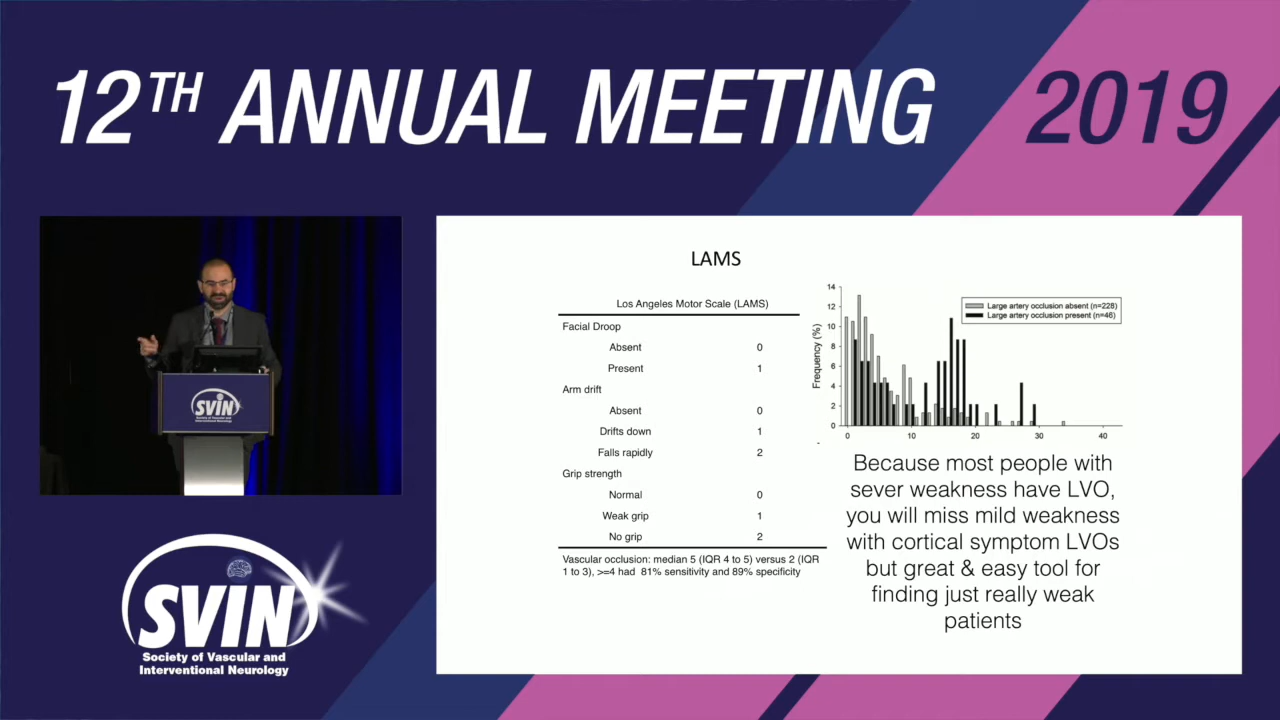 12TH ANNUAL MEETING 2019
SViN
Society of Vascular and
Interventional Neurology
SViN
Society of Vascular and
Interventional Neurology
LAMS
Los Angeles Motor Scale (LAMS)
Facial Droop
Absent 0
Present 1
Arm drift
Absent 0
Drifts down 1
Falls rapidly 2
Grip strength
Normal 0
Weak grip 1
No grip 2
Vascular occlusion: median 5 (IQR 4 to 5) versus 2 (IQR
1 to 3), >=4 had 81% sensitivity and 89% specificity
Large artery occlusion absent (n=228)
Large artery occlusion present (n=46)
Frequency (%)
14
12
10
8
6
4
2
0
0 10 20 30 40
Because most people with
sever weakness have LVO,
you will miss mild weakness
with cortical symptom LVOs
but great & easy tool for
finding just really weak
patients